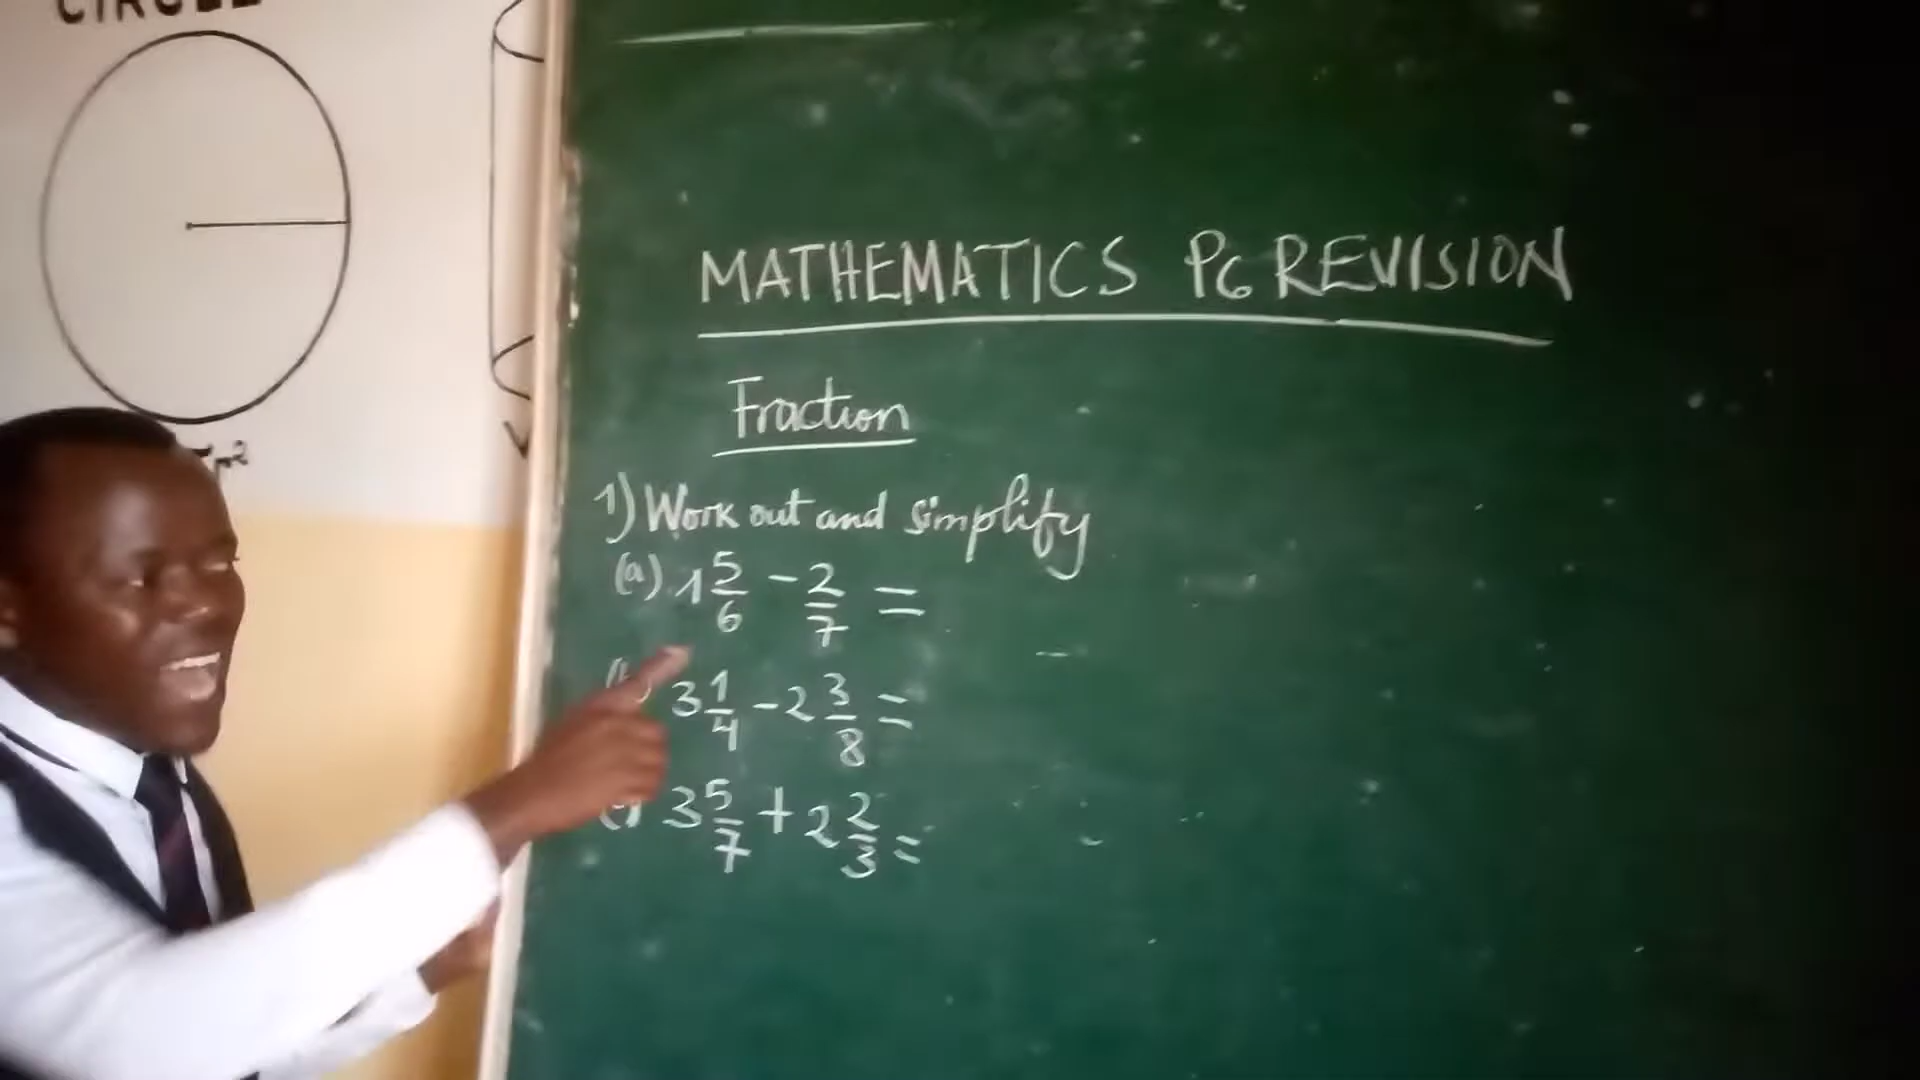 CIRCLE
MATHEMATICS P6 REVISION
Fraction
1) Work out and simplify
(a) 1 5/6 - 2/7 =
3 1/4 - 2 3/8 =
3 5/7 + 2 2/3 =